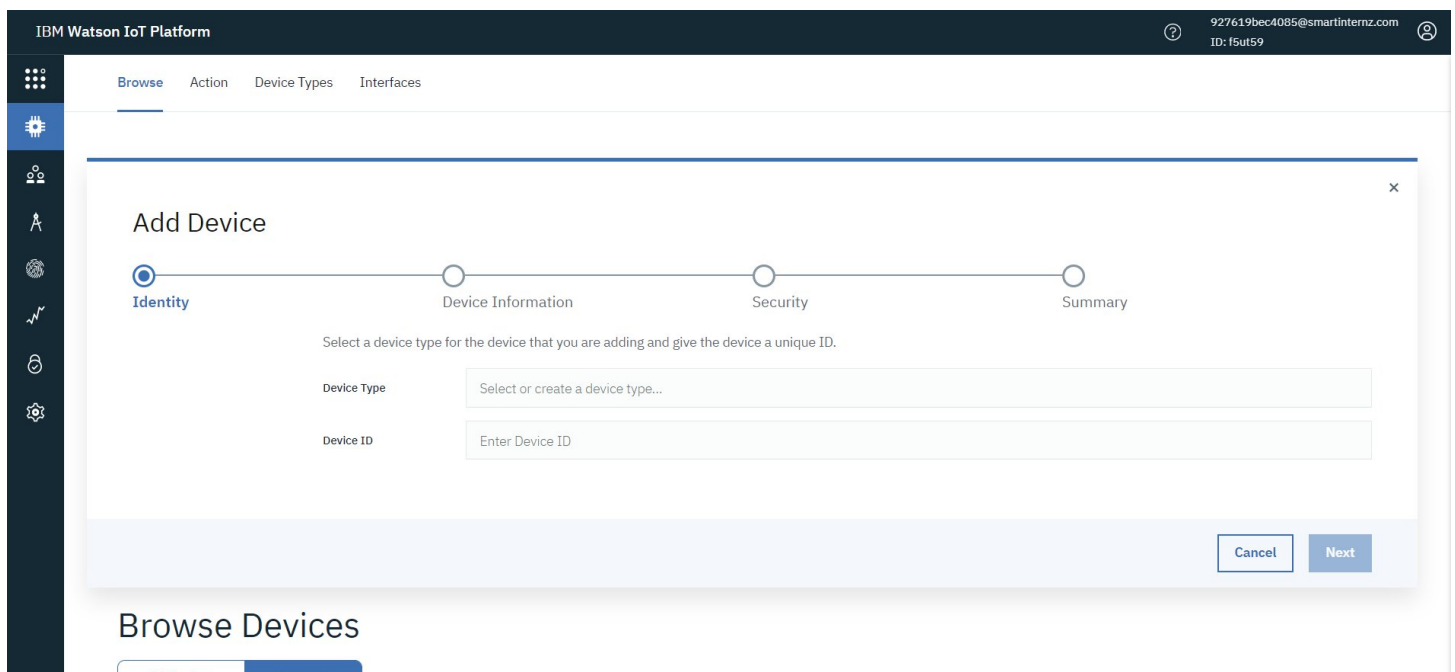 IBM Watson IoT Platform
927619bec4085@smartinternz.com
ID: f5ut59
Browse Action Device Types Interfaces
Add Device
Identity Device Information Security Summary
Select a device type for the device that you are adding and give the device a unique ID.
Device Type Select or create a device type...
Device ID Enter Device ID
Cancel Next
Browse Devices